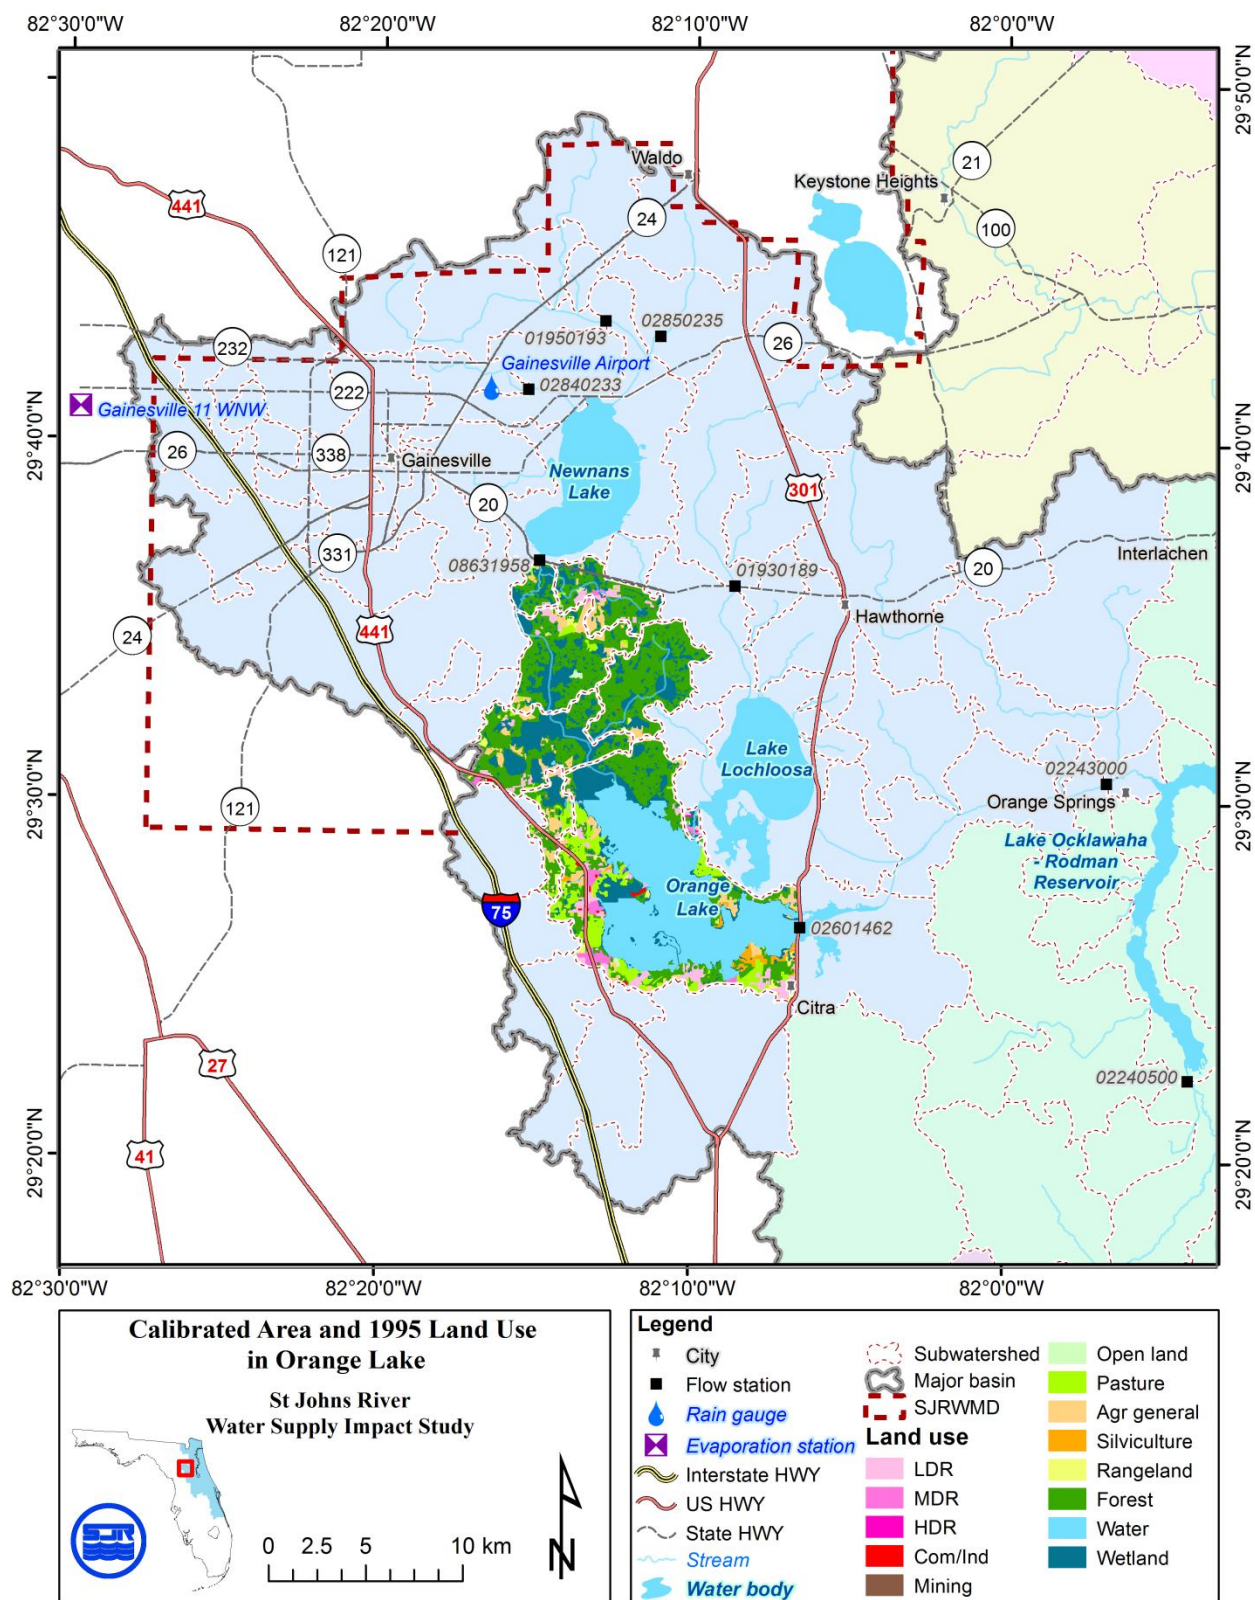 82°30'0"W
82°20'0"W
82°10'0"W
82°0'0"W
29°50'0"N
Waldo
21
Keystone Heights
441
24
100
121
02850235
01950193
26
232
Gainesville Airport
222
02840233
Gainesville 11 WNW
29°40'0"N
29°40'0"N
26
338
Gainesville
Newnans
Lake
301
20
331
08631958
01930189
Interlachen
20
Hawthorne
24
441
Lake
Lochloosa
02243000
29°30'0"N
29°30'0"N
121
Orange Springs
Lake Ocklawaha
- Rodman
Reservoir
Orange
Lake
75
02601462
Citra
27
02240500
41
29°20'0"N
29°20'0"N
82°30'0"W
82°20'0"W
82°10'0"W
82°0'0"W
Calibrated Area and 1995 Land Use
in Orange Lake
St Johns River
Water Supply Impact Study
SJR
0 2.5 5 10 km
N
Legend
City
Flow station
Rain gauge
Evaporation station
Interstate HWY
US HWY
State HWY
Stream
Water body
Subwatershed
Major basin
SJRWMD
Land use
LDR
MDR
HDR
Com/Ind
Mining
Open land
Pasture
Agr general
Silviculture
Rangeland
Forest
Water
Wetland